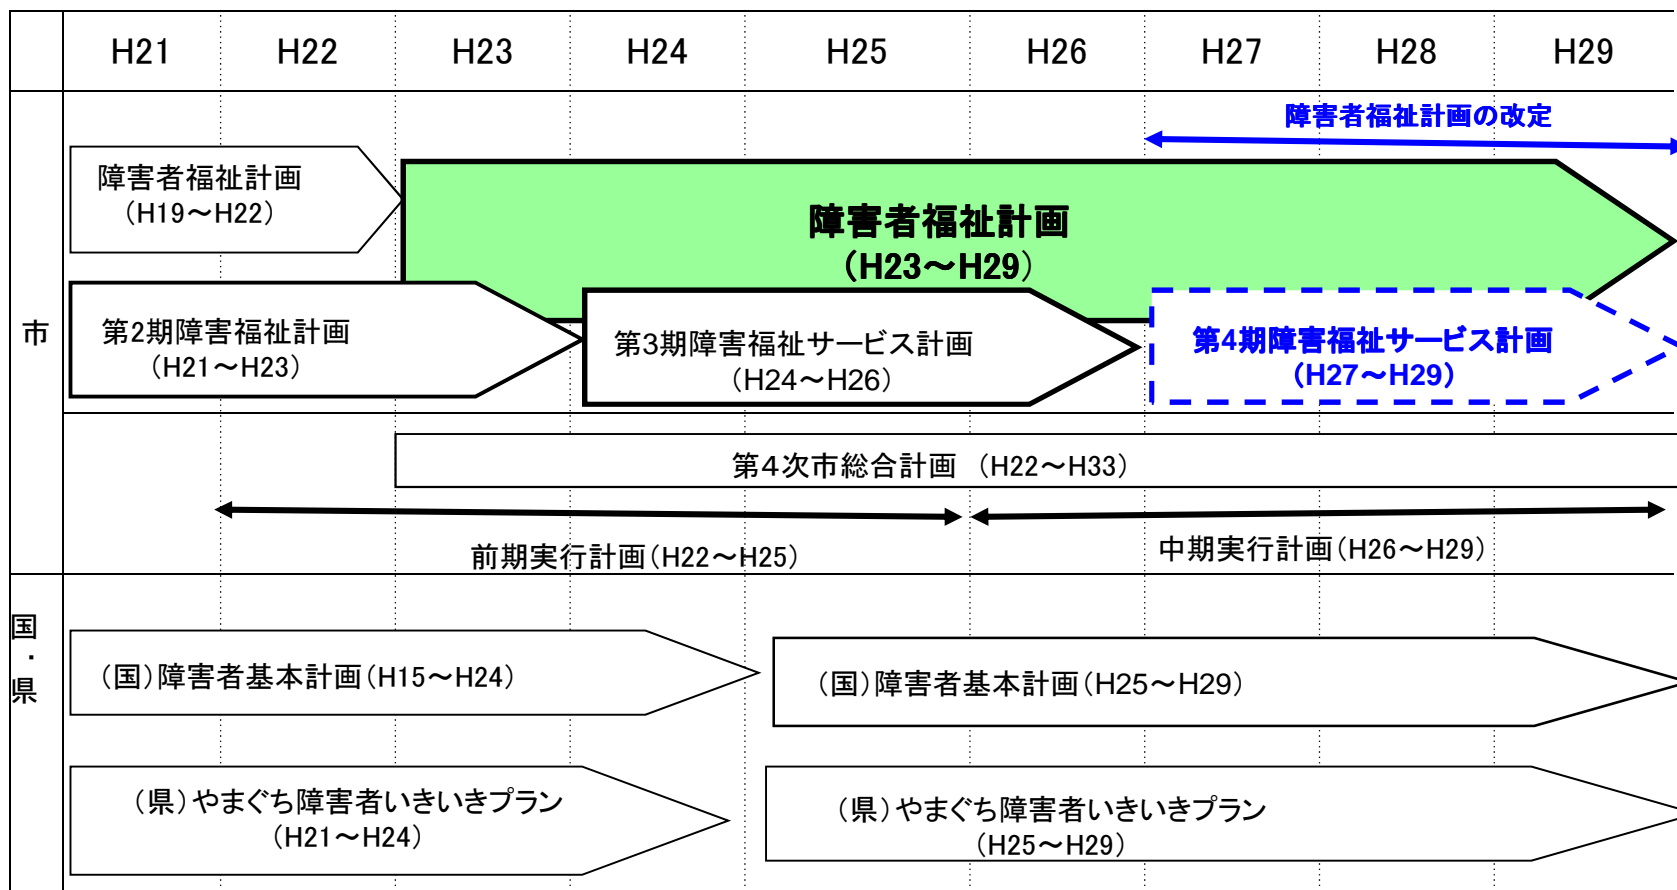 H21 H22 H23 H24 H25 H26 H27 H28 H29
障害者福祉計画の改定
障害者福祉計画
（H19～H22）
障害者福祉計画
（H23～H29）
市
第2期障害福祉計画
（H21～H23）
第3期障害福祉サービス計画
（H24～H26）
第4期障害福祉サービス計画
（H27～H29）
第４次市総合計画 （H22～H33）
前期実行計画（H22～H25）
中期実行計画（H26～H29）
国・県
（国）障害者基本計画（H15～H24）
（国）障害者基本計画（H25～H29）
（県）やまぐち障害者いきいきプラン
（H21～H24）
（県）やまぐち障害者いきいきプラン
（H25～H29）